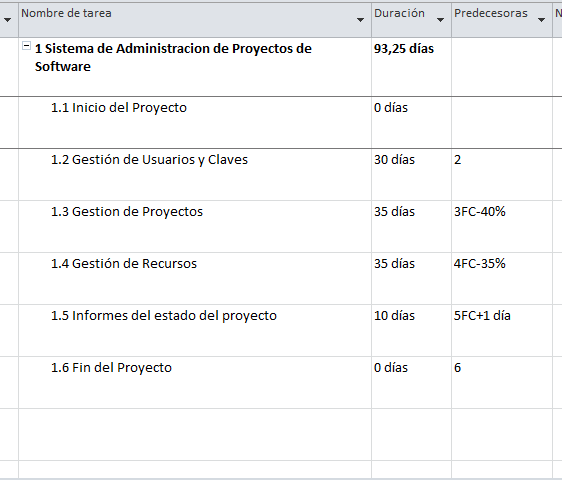 Nombre de tarea Duración Predecesoras N
1 Sistema de Administracion de Proyectos de 93,25 días
Software
1.1 Inicio del Proyecto 0 días
1.2 Gestión de Usuarios y Claves 30 días 2
1.3 Gestion de Proyectos 35 días 3FC-40%
1.4 Gestión de Recursos 35 días 4FC-35%
1.5 Informes del estado del proyecto 10 días 5FC+1 día
1.6 Fin del Proyecto 0 días 6